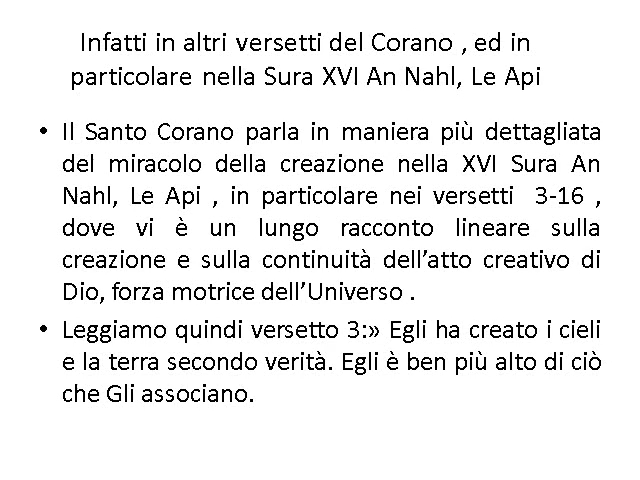 Infatti in altri versetti del Corano , ed in
particolare nella Sura XVI An Nahl, Le Api
• Il Santo Corano parla in maniera più dettagliata
del miracolo della creazione nella XVI Sura An
Nahl, Le Api , in particolare nei versetti 3-16 ,
dove vi è un lungo racconto lineare sulla
creazione e sulla continuità dell’atto creativo di
Dio, forza motrice dell’Universo .
• Leggiamo quindi versetto 3:» Egli ha creato i cieli
e la terra secondo verità. Egli è ben più alto di ciò
che Gli associano.